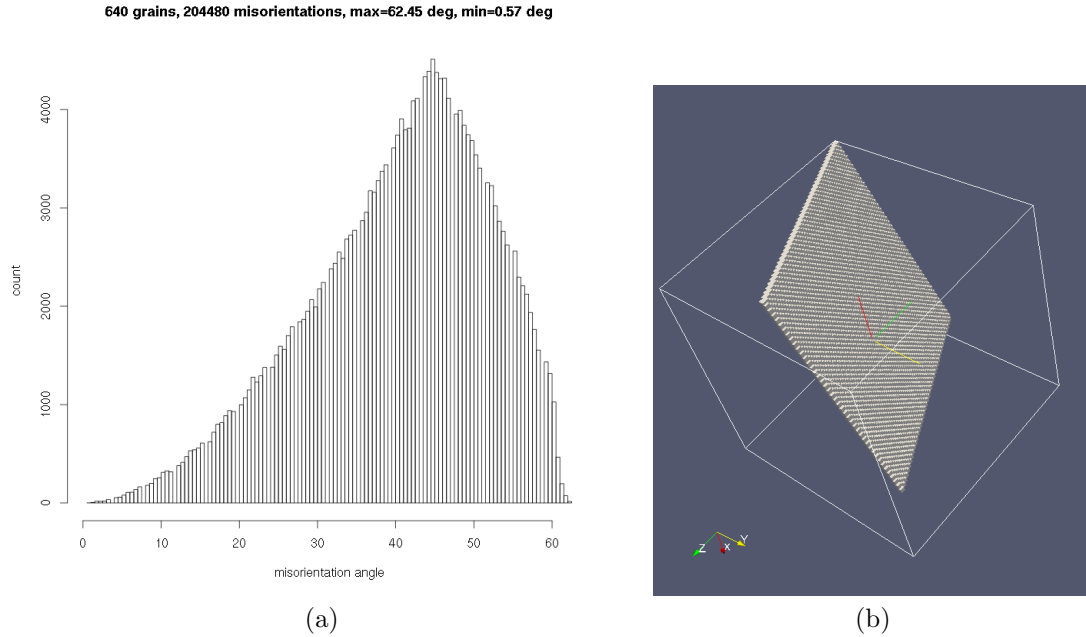 640 grains, 204480 misorientations, max=62.45 deg, min=0.57 deg
4000
3000
2000
1000
0
count
0 10 20 30 40 50 60
misorientation angle
Z X Y
(a) (b)